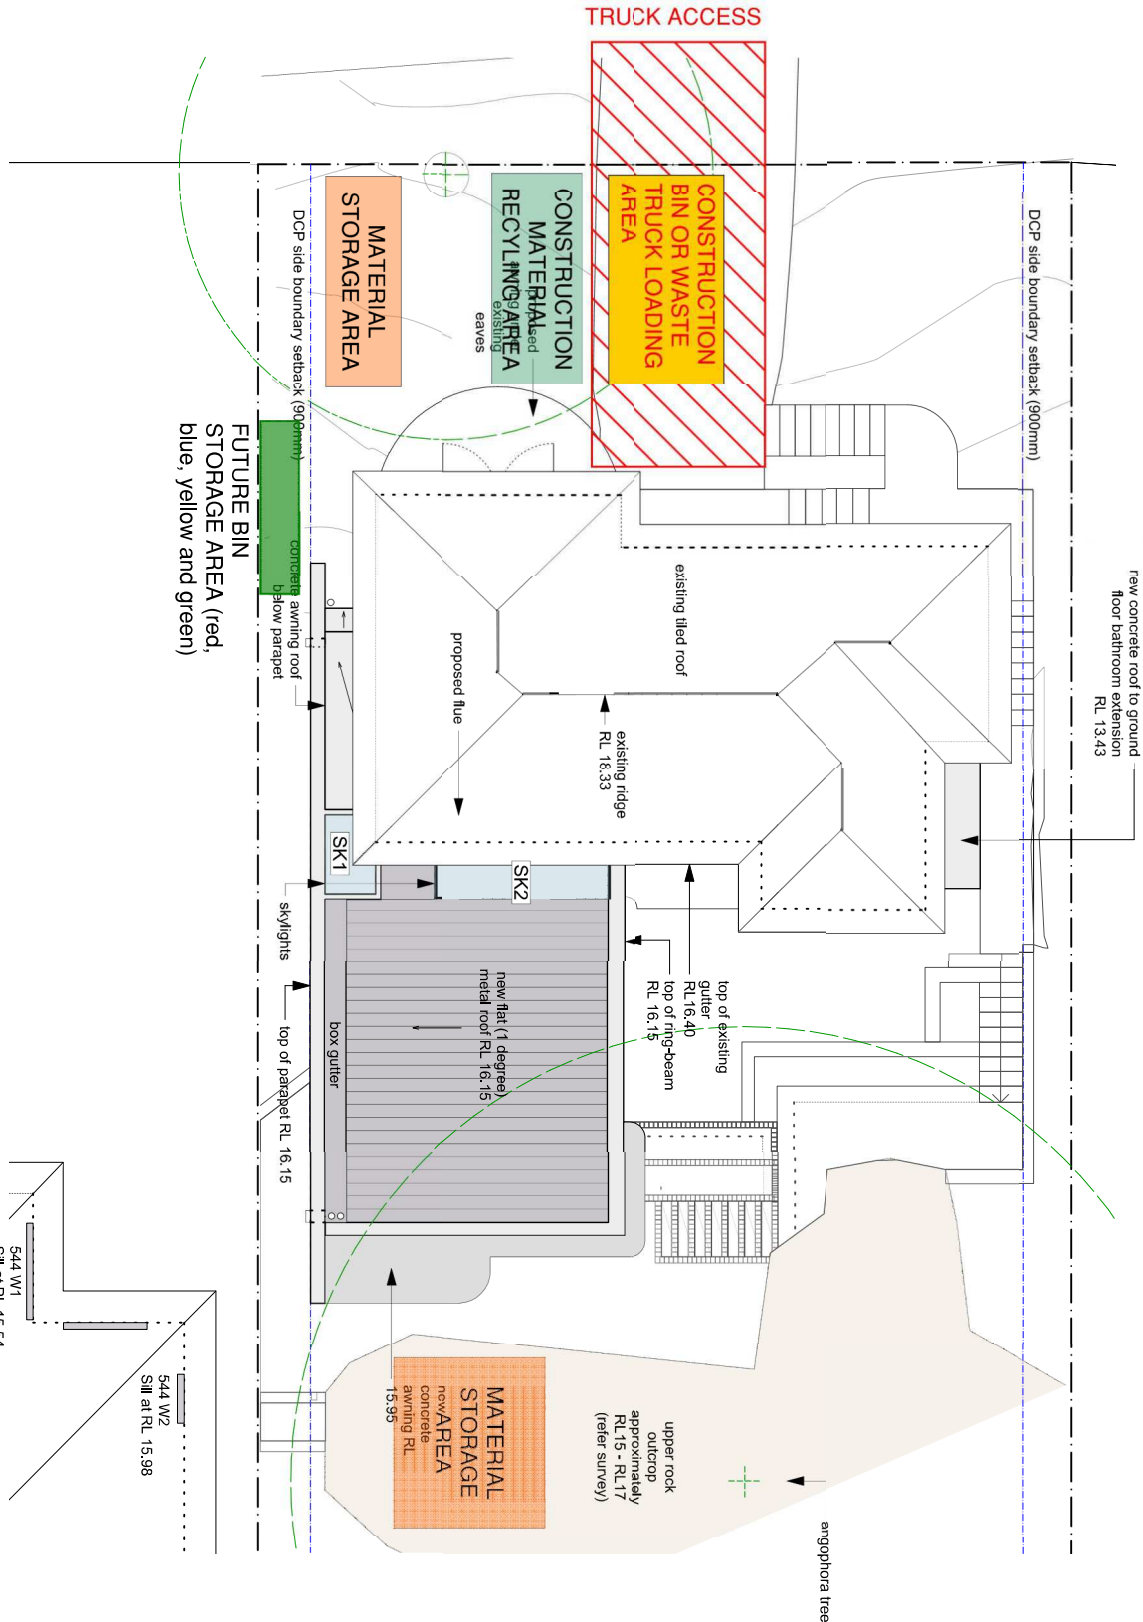 TRUCK ACCESS
CONSTRUCTION
BIN OR WASTE
TRUCK LOADING
AREA
CONSTRUCTION
MATERIAL
RECYLING AREA
proposed
existing
eaves
MATERIAL
STORAGE AREA
DCP side boundary setback (900mm)
DCP side boundary setback (900mm)
FUTURE BIN
STORAGE AREA (red,
blue, yellow and green)
concrete awning roof
below parapet
new concrete roof to ground
floor bathroom extension
RL 13.43
existing tiled roof
existing ridge
RL 18.33
proposed flue
SK1
SK2
skylights
top of existing
gutter
RL16.40
top of ring-beam
RL 16.15
new flat (1 degree)
metal roof RL 16.15
box gutter
top of parapet RL 16.15
MATERIAL
STORAGE
AREA
new
concrete
awning RL
15.95
upper rock
outcrop
approximately
RL15 - RL17
(refer survey)
angophora tree
544 W1
544 W2
Sill at RL 15.98